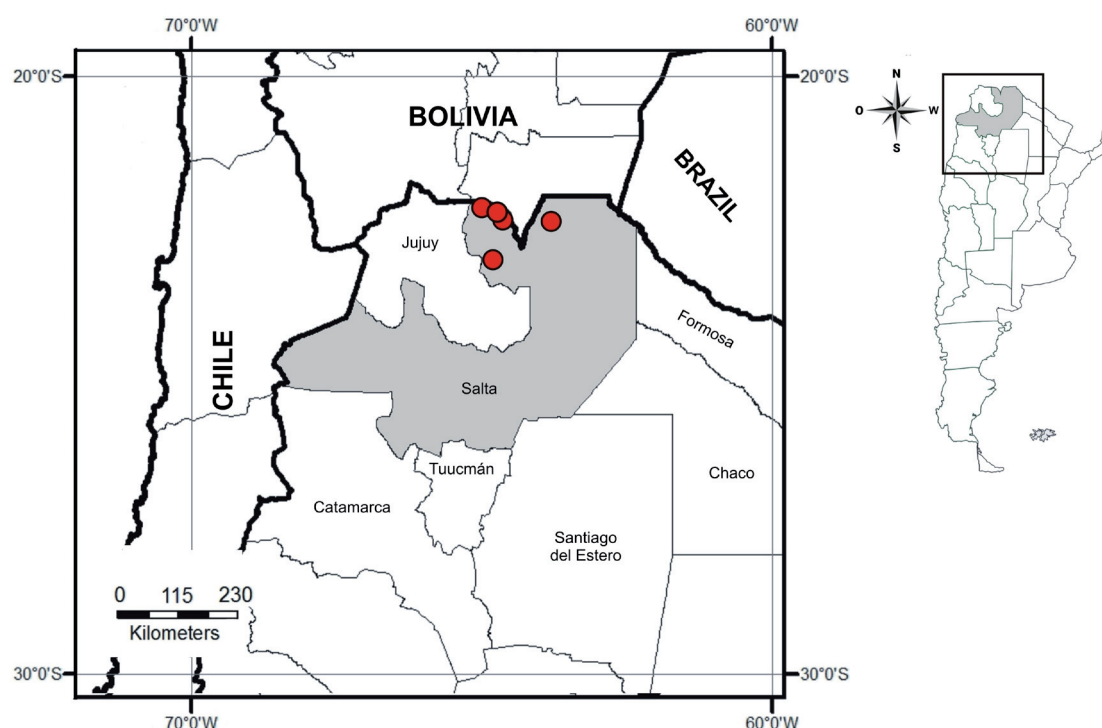 70°0'W
60°0'W
20°0'S
20°0'S
BOLIVIA
BRAZIL
N
O
W
S
Jujuy
CHILE
Formosa
Salta
Tuucmán
Chaco
Catamarca
Santiago
del Estero
0 115 230
Kilometers
30°0'S
30°0'S
70°0'W
60°0'W